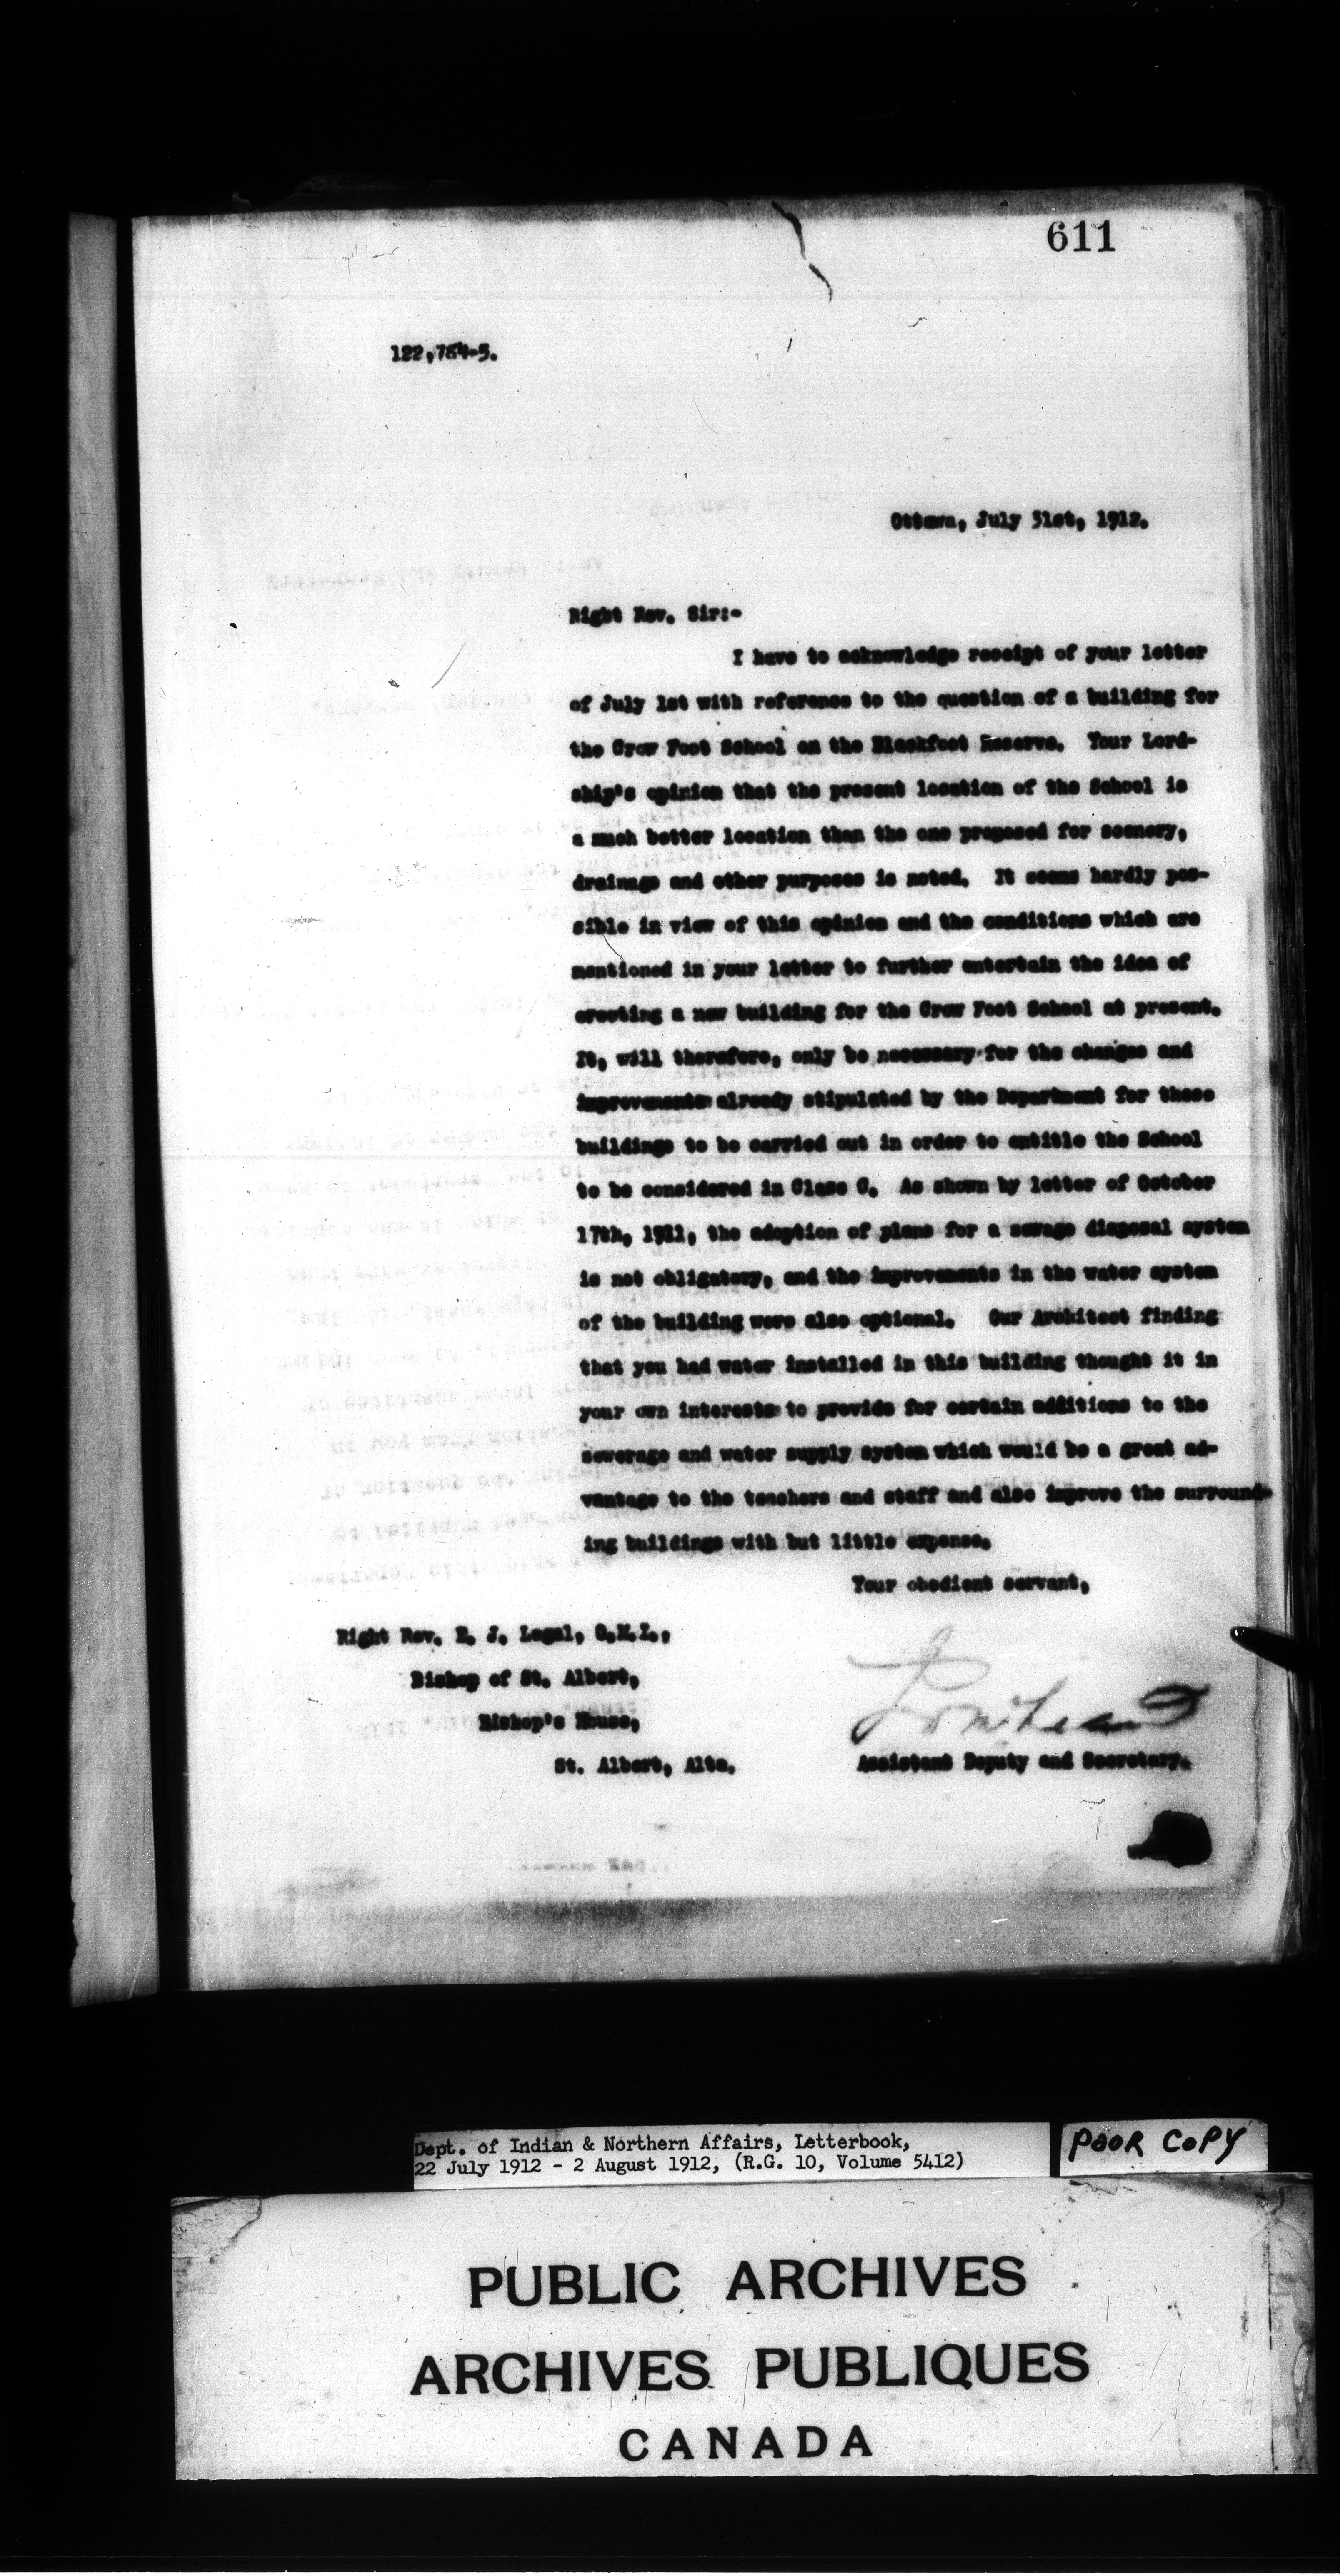 611
122,784-5.
Ottawa, July 31st, 1912.
Right Rev. Sir:-
I have to acknowledge receipt of your letter
of July 1st with reference to the question of a building for
the Crow Foot School on the Blackfoot Reserve. Your Lord-
ship's opinion that the present location of the School is
a much better location than the one proposed for scenery,
drainage and other purposes is noted. It seems hardly pos-
sible in view of this opinion and the conditions which are
mentioned in your letter to further entertain the idea of
erecting a new building for the Crow Foot School at present.
It, will therefore, only be necessary for the changes and
improvements already stipulated by the Department for these
buildings to be carried out in order to entitle the School
to be considered in Class C. As shown by letter of October
17th, 1911, the adoption of plans for a sewage disposal system
is not obligatory, and the improvements in the water system
of the building were also optional. Our Architect finding
that you had water installed in this building thought it in
your own interests to provide for certain additions to the
sewerage and water supply system which would be a great ad-
vantage to the teachers and staff and also improve the surround-
ing buildings with but little expense.
Your obedient servant,
Right Rev. E. J. Legal, O.M.I.,
Bishop of St. Albert,
Bishop's House,
St. Albert, Alta.
Assistant Deputy and Secretary.
Dept. of Indian & Northern Affairs, Letterbook,
22 July 1912 - 2 August 1912, (R.G. 10, Volume 5412)
POOR COPY
PUBLIC ARCHIVES
ARCHIVES PUBLIQUES
CANADA